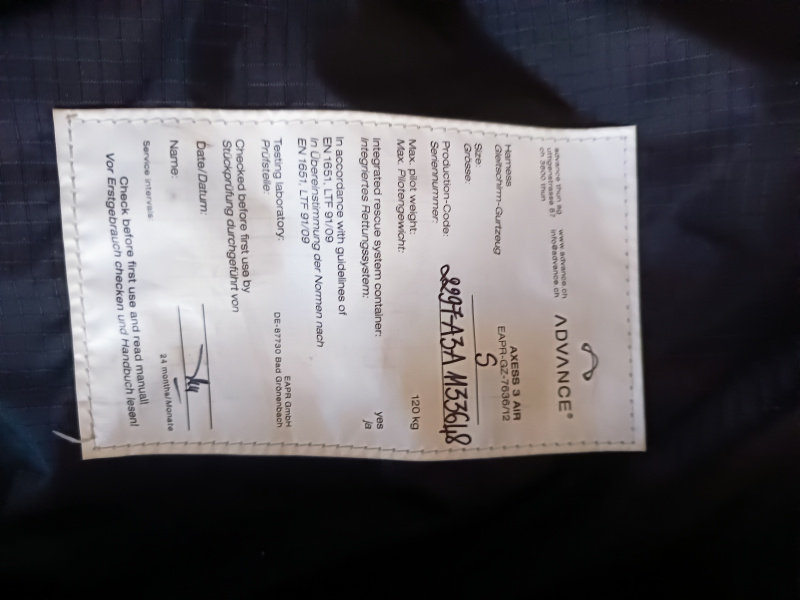 ADVANCE®
advance thun ag www.advance.ch
uttigenstrasse 87 info@advance.ch
ch 3600 thun
Harness AXESS 3 AIR
Gleitschirm-Gurtzeug EAPR-GZ-7636/12
Size: S
Grösse:
Production-Code: 2297-A3A M33648
Seriennummer:
Max. pilot weight: 120 kg
Max. Pilotengewicht:
Integrated rescue system container: yes
Integriertes Rettungssystem: ja
In accordance with guidelines of
EN 1651, LTF 91/09
In Übereinstimmung der Normen nach
EN 1651, LTF 91/09
Testing laboratory: EAPR GmbH
Prüfstelle: DE-87730 Bad Grönenbach
Checked before first use by
Stückprüfung durchgeführt von
Date/Datum:
Name:
Service intervals: 24 months/Monate
Check before first use and read manual!
Vor Erstgebrauch checken und Handbuch lesen!